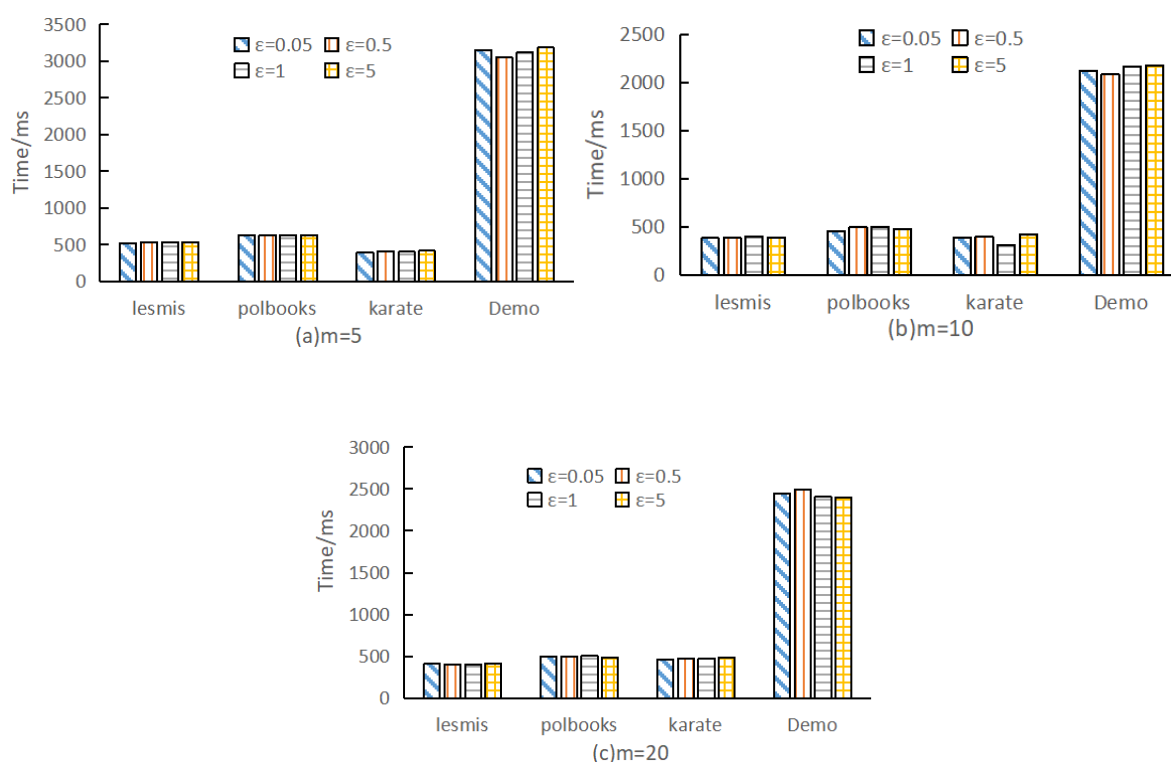 3500
3000
2500
2000
1500
1000
500
0
Time/ms
ε=0.05 ε=0.5
ε=1 ε=5
lesmis polbooks karate Demo
(a)m=5
2500
2000
1500
1000
500
0
Time/ms
ε=0.05 ε=0.5
ε=1 ε=5
lesmis polbooks karate Demo
(b)m=10
3000
2500
2000
1500
1000
500
0
Time/ms
ε=0.05 ε=0.5
ε=1 ε=5
lesmis polbooks karate Demo
(c)m=20